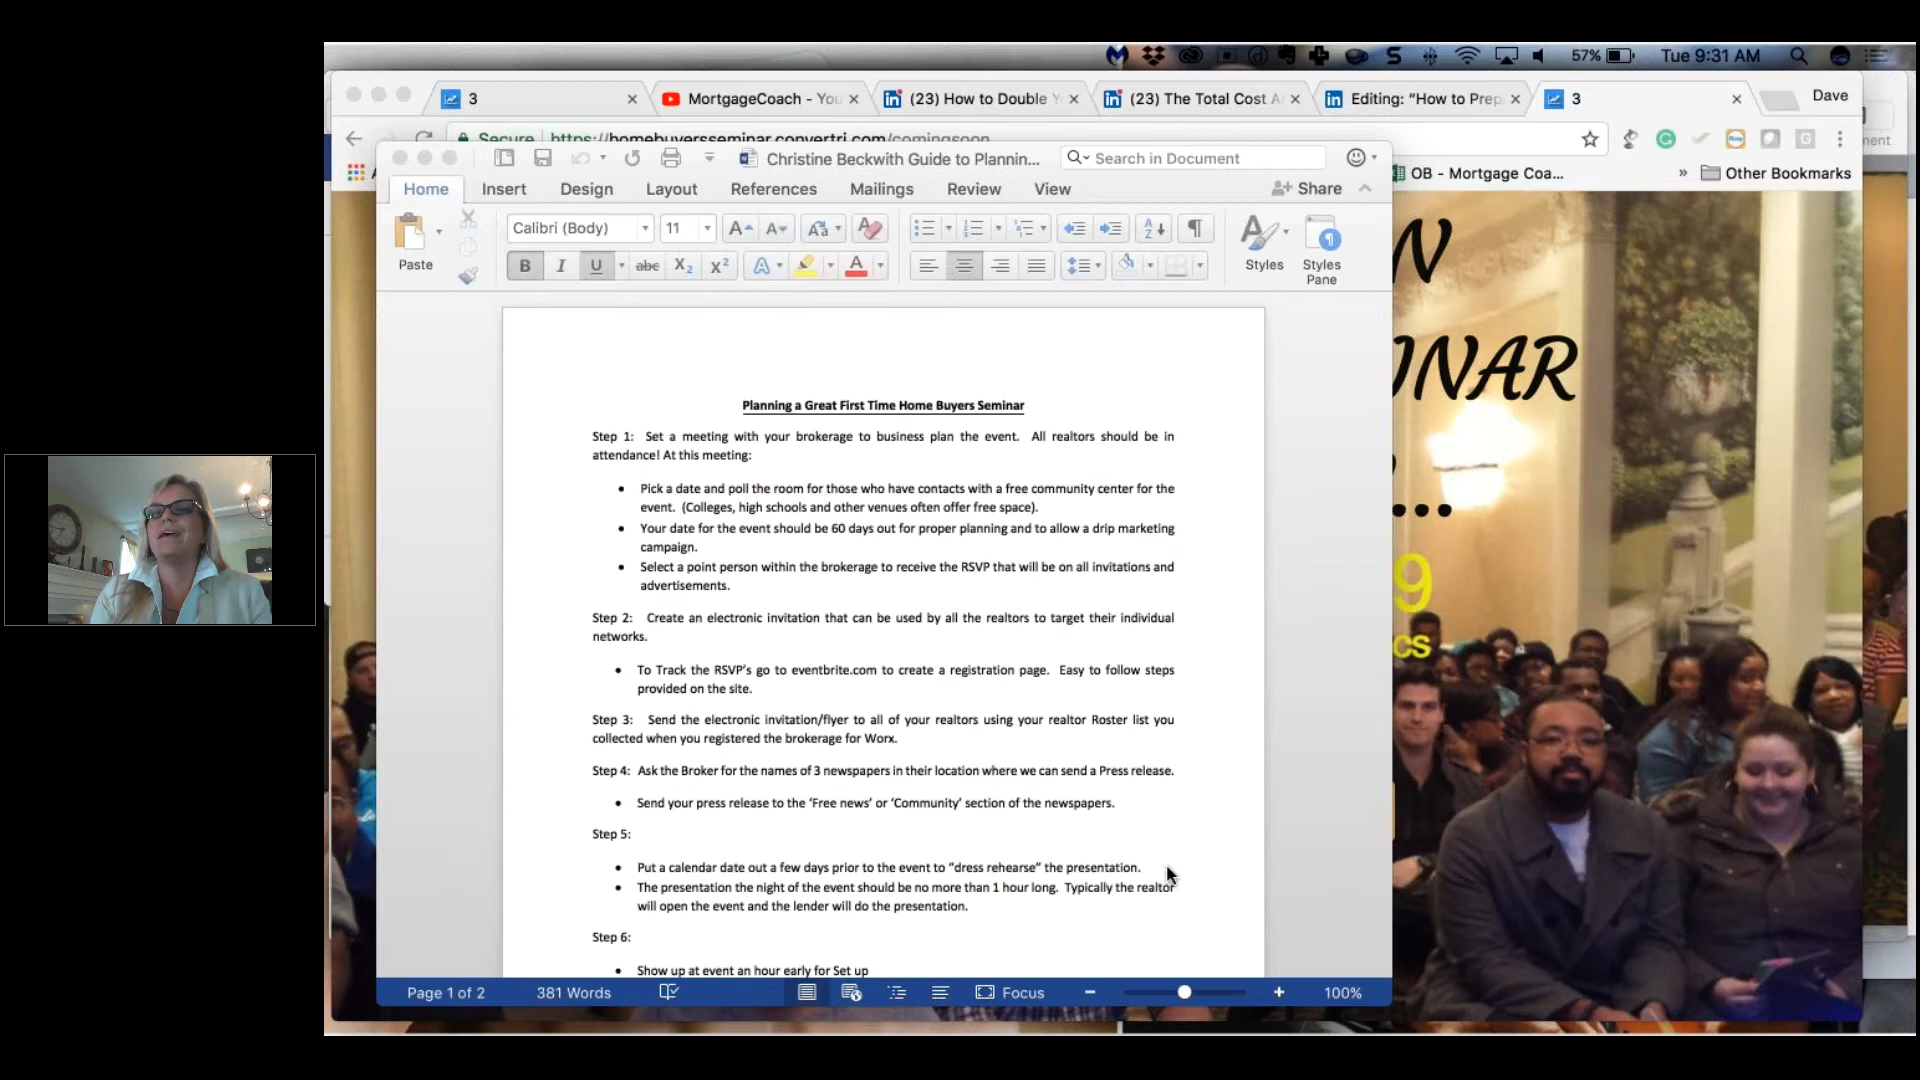 57%
Tue 9:31 AM
3
MortgageCoach - You
(23) How to Double Y
(23) The Total Cost A
Editing: "How to Prep
3
Dave
Secure https://homebuyersseminar.convertri.com/comingsoon
Christine Beckwith Guide to Plannin...
Search in Document
OB - Mortgage Coa...
» Other Bookmarks
Home
Insert
Design
Layout
References
Mailings
Review
View
Share
Paste
Calibri (Body)
11
Styles
Styles
Pane
INAR
...
9
cs
Planning a Great First Time Home Buyers Seminar
Step 1: Set a meeting with your brokerage to business plan the event. All realtors should be in
attendance! At this meeting:
• Pick a date and poll the room for those who have contacts with a free community center for the
event. (Colleges, high schools and other venues often offer free space).
• Your date for the event should be 60 days out for proper planning and to allow a drip marketing
campaign.
• Select a point person within the brokerage to receive the RSVP that will be on all invitations and
advertisements.
Step 2: Create an electronic invitation that can be used by all the realtors to target their individual
networks.
• To Track the RSVP's go to eventbrite.com to create a registration page. Easy to follow steps
provided on the site.
Step 3: Send the electronic invitation/flyer to all of your realtors using your realtor Roster list you
collected when you registered the brokerage for Worx.
Step 4: Ask the Broker for the names of 3 newspapers in their location where we can send a Press release.
• Send your press release to the 'Free news' or 'Community' section of the newspapers.
Step 5:
• Put a calendar date out a few days prior to the event to "dress rehearse" the presentation.
• The presentation the night of the event should be no more than 1 hour long. Typically the realtor
will open the event and the lender will do the presentation.
Step 6:
• Show up at event an hour early for Set up
Page 1 of 2
381 Words
Focus
100%